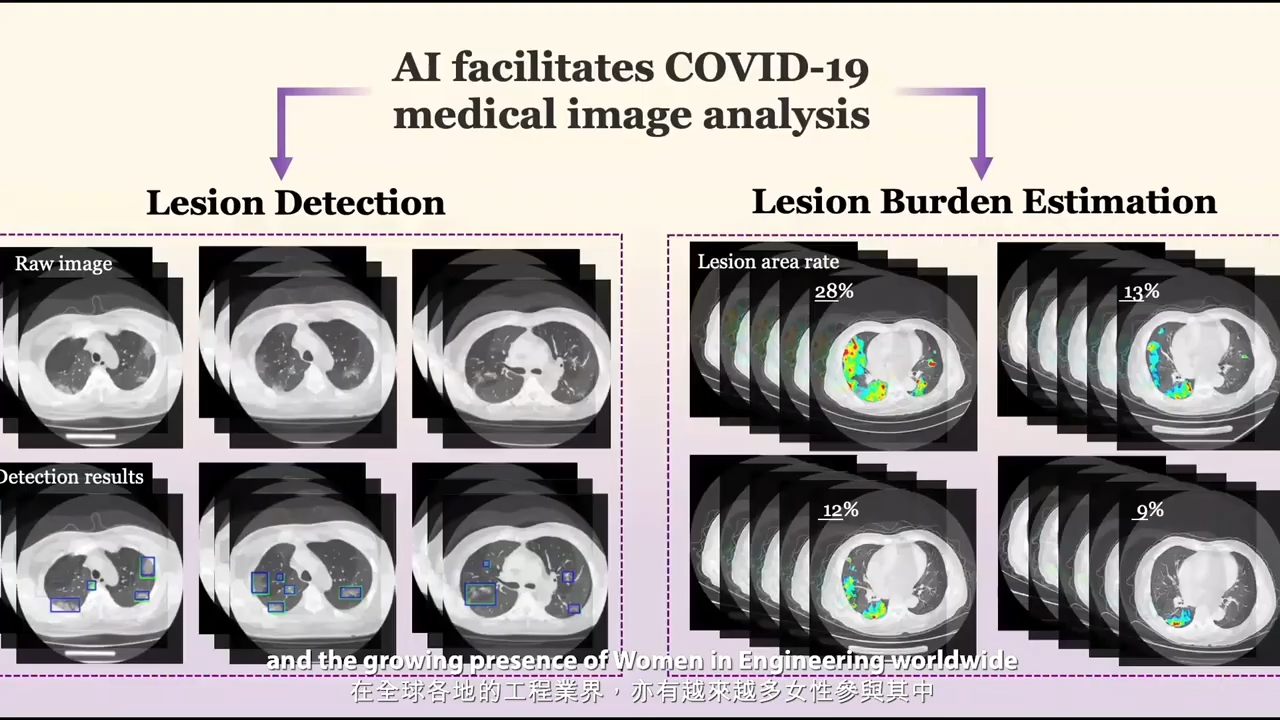 AI facilitates COVID-19
medical image analysis
Lesion Detection
Lesion Burden Estimation
Raw image
Detection results
Lesion area rate
28%
13%
12%
9%
and the growing presence of Women in Engineering worldwide
在全球各地的工程業界，亦有越來越多女性參與其中